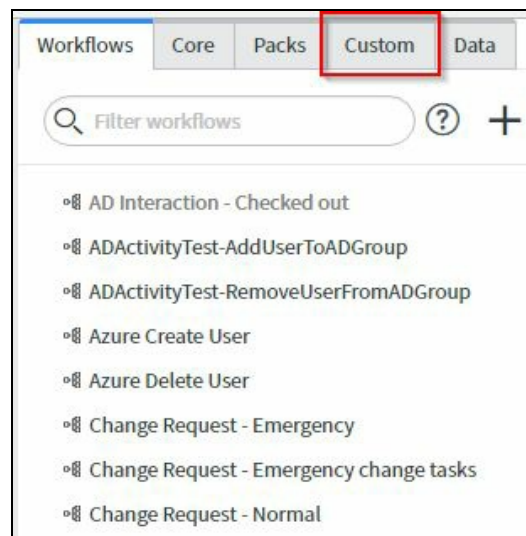 Workflows Core Packs Custom Data
Filter workflows
AD Interaction - Checked out
ADActivityTest-AddUserToADGroup
ADActivityTest-RemoveUserFromADGroup
Azure Create User
Azure Delete User
Change Request - Emergency
Change Request - Emergency change tasks
Change Request - Normal